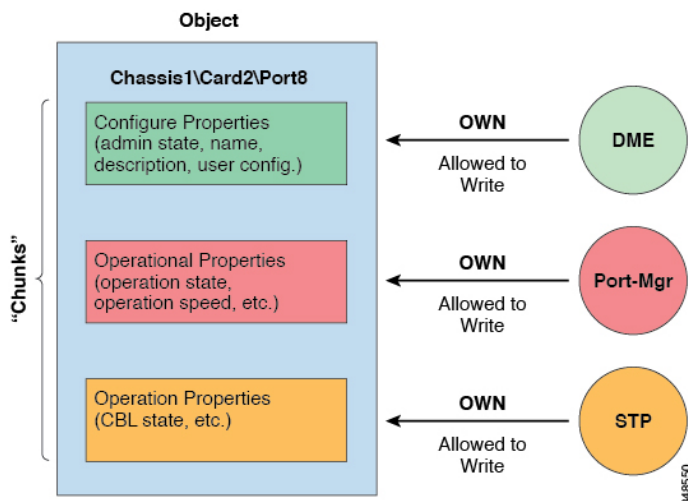 Object
Chassis1\Card2\Port8
"Chunks"
Configure Properties
(admin state, name,
description, user config.)
OWN
Allowed to
Write
DME
Operational Properties
(operation state,
operation speed, etc.)
OWN
Allowed to
Write
Port-Mgr
Operation Properties
(CBL state, etc.)
OWN
Allowed to
Write
STP